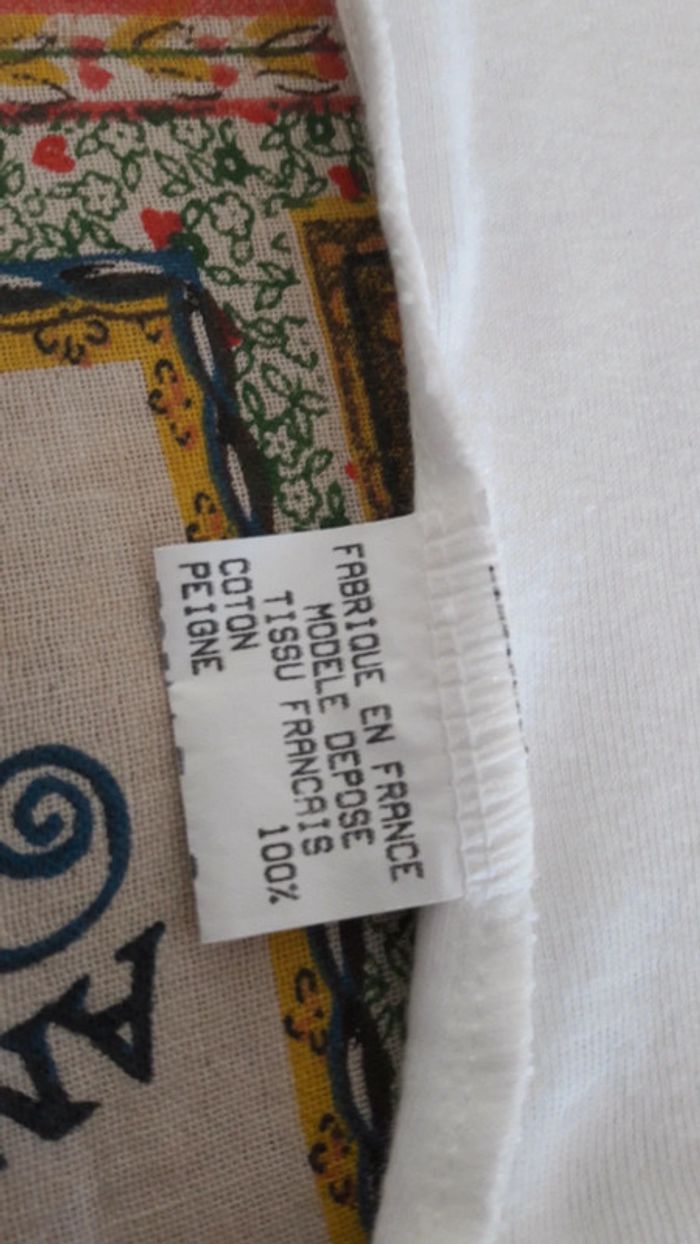 FABRIQUE EN FRANCE
MODELE DEPOSE
TISSU FRANCAIS
100%
COTON
PEIGNE